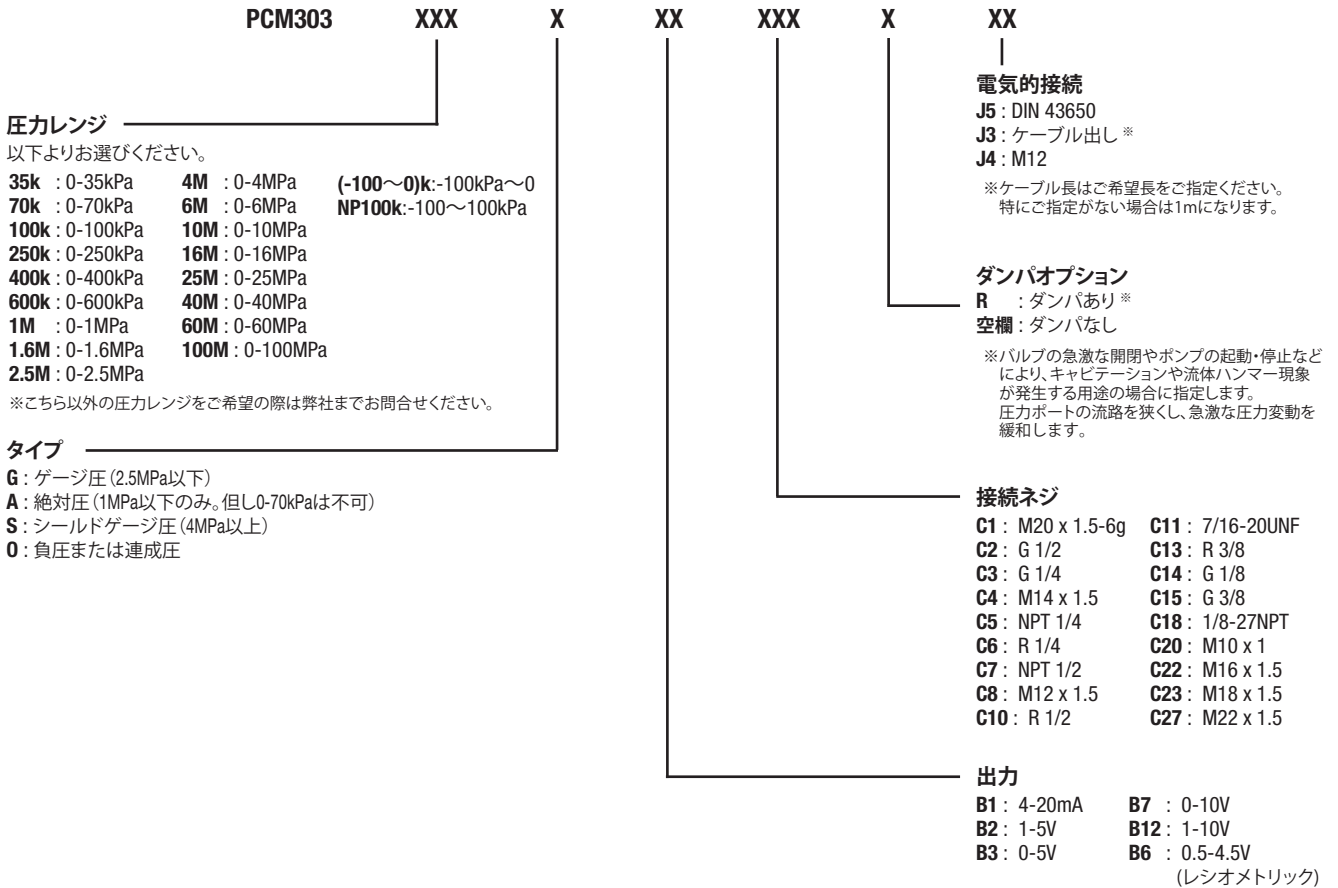 PCM303 XXX X XX XXX X XX
圧力レンジ
以下よりお選びください。
35k : 0-35kPa 4M : 0-4MPa (-100～0)k:-100kPa～0
70k : 0-70kPa 6M : 0-6MPa NP100k:-100～100kPa
100k : 0-100kPa 10M : 0-10MPa
250k : 0-250kPa 16M : 0-16MPa
400k : 0-400kPa 25M : 0-25MPa
600k : 0-600kPa 40M : 0-40MPa
1M : 0-1MPa 60M : 0-60MPa
1.6M : 0-1.6MPa 100M : 0-100MPa
2.5M : 0-2.5MPa
※こちら以外の圧力レンジをご希望の際は弊社までお問合せください。
タイプ
G : ゲージ圧（2.5MPa以下）
A : 絶対圧（1MPa以下のみ。但し0-70kPaは不可）
S : シールドゲージ圧（4MPa以上）
0 : 負圧または連成圧
電気的接続
J5 : DIN 43650
J3 : ケーブル出し ※
J4 : M12
※ケーブル長はご希望長をご指定ください。
特にご指定がない場合は1mになります。
ダンパオプション
R : ダンパあり ※
空欄 : ダンパなし
※バルブの急激な開閉やポンプの起動・停止など
により、キャビテーションや流体ハンマー現象
が発生する用途の場合に指定します。
圧力ポートの流路を狭くし、急激な圧力変動を
緩和します。
接続ネジ
C1 : M20 x 1.5-6g C11 : 7/16-20UNF
C2 : G 1/2 C13 : R 3/8
C3 : G 1/4 C14 : G 1/8
C4 : M14 x 1.5 C15 : G 3/8
C5 : NPT 1/4 C18 : 1/8-27NPT
C6 : R 1/4 C20 : M10 x 1
C7 : NPT 1/2 C22 : M16 x 1.5
C8 : M12 x 1.5 C23 : M18 x 1.5
C10 : R 1/2 C27 : M22 x 1.5
出力
B1 : 4-20mA B7 : 0-10V
B2 : 1-5V B12 : 1-10V
B3 : 0-5V B6 : 0.5-4.5V
(レシオメトリック)